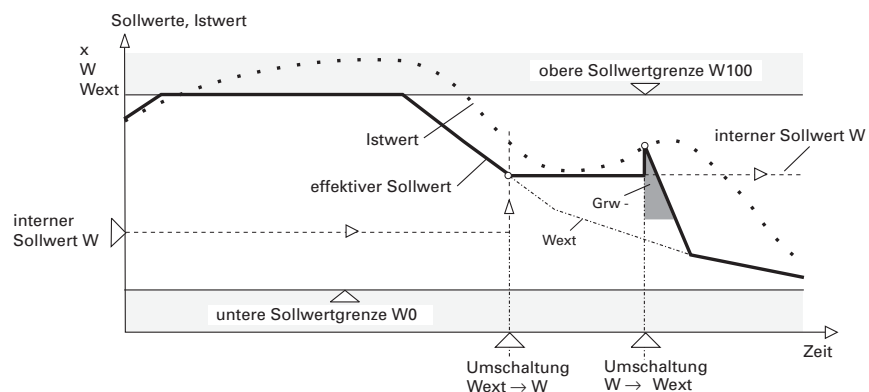 Sollwerte, Istwert
x
W
Wext
obere Sollwertgrenze W100
Istwert
interner Sollwert W
effektiver Sollwert
Grw -
interner
Sollwert W
Wext
untere Sollwertgrenze W0
Zeit
Umschaltung
Wext → W
Umschaltung
W → Wext